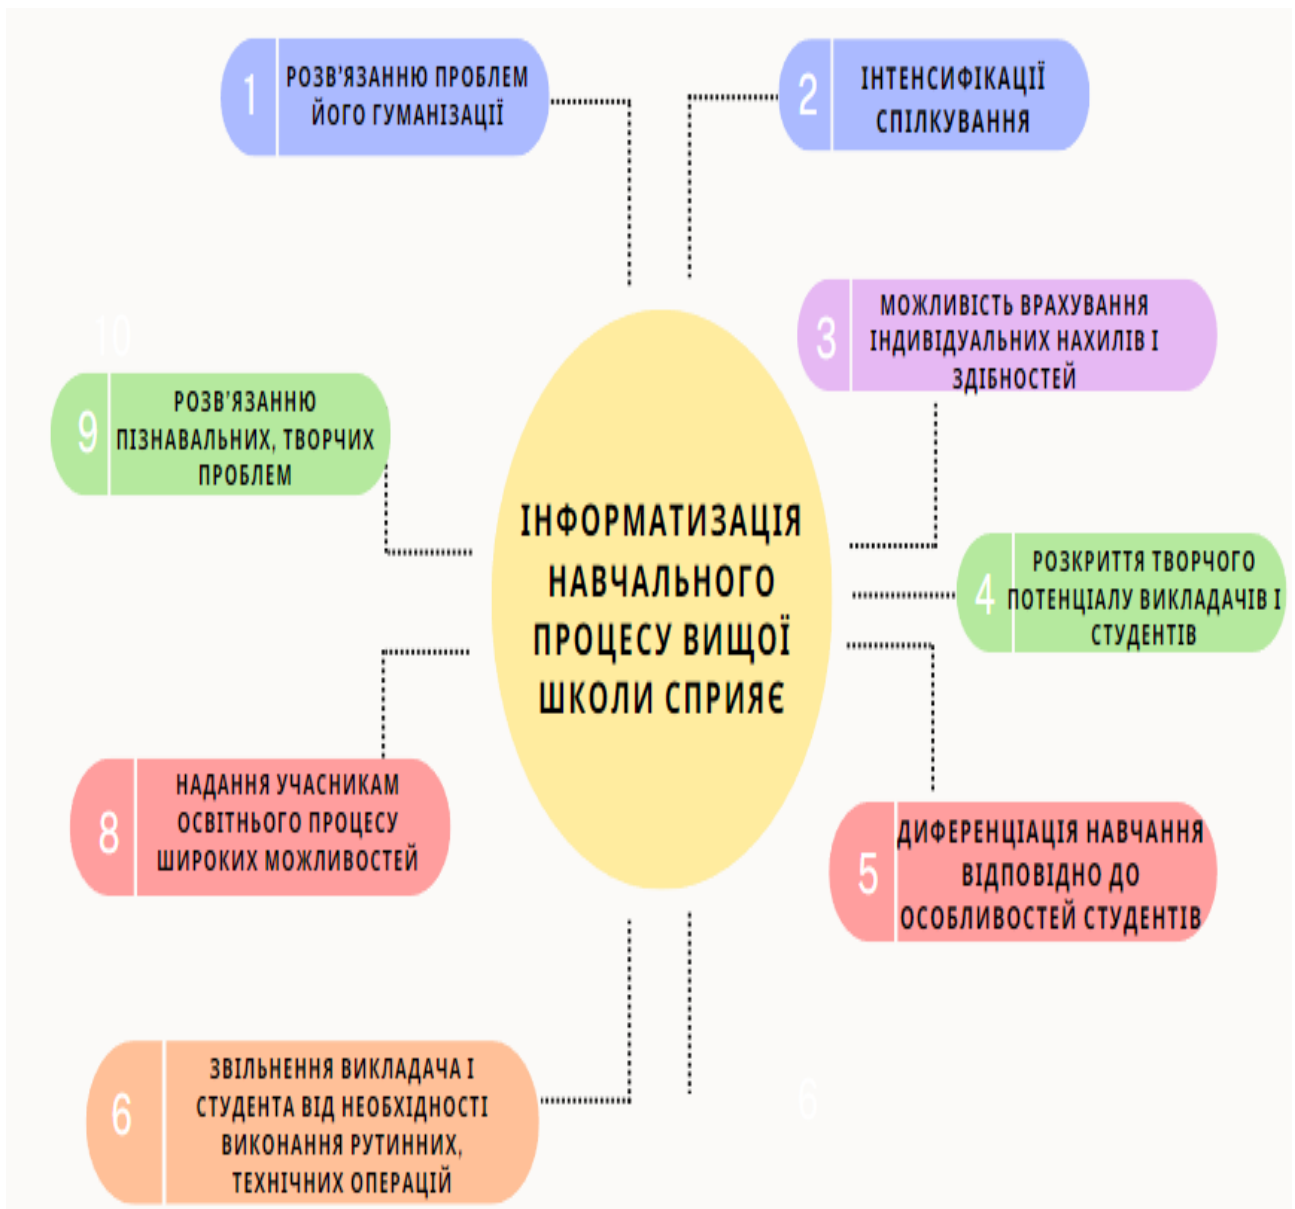 1
РОЗВ'ЯЗАННЮ ПРОБЛЕМ
ЙОГО ГУМАНІЗАЦІЇ
2
ІНТЕНСИФІКАЦІЇ
СПІЛКУВАННЯ
3
МОЖЛИВІСТЬ ВРАХУВАННЯ
ІНДИВІДУАЛЬНИХ НАХИЛІВ І
ЗДІБНОСТЕЙ
10
9
РОЗВ'ЯЗАННЮ
ПІЗНАВАЛЬНИХ, ТВОРЧИХ
ПРОБЛЕМ
ІНФОРМАТИЗАЦІЯ
НАВЧАЛЬНОГО
ПРОЦЕСУ ВИЩОЇ
ШКОЛИ СПРИЯЄ
4
РОЗКРИТТЯ ТВОРЧОГО
ПОТЕНЦІАЛУ ВИКЛАДАЧІВ І
СТУДЕНТІВ
8
НАДАННЯ УЧАСНИКАМ
ОСВІТНЬОГО ПРОЦЕСУ
ШИРОКИХ МОЖЛИВОСТЕЙ
5
ДИФЕРЕНЦІАЦІЯ НАВЧАННЯ
ВІДПОВІДНО ДО
ОСОБЛИВОСТЕЙ СТУДЕНТІВ
6
ЗВІЛЬНЕННЯ ВИКЛАДАЧА І
СТУДЕНТА ВІД НЕОБХІДНОСТІ
ВИКОНАННЯ РУТИННИХ,
ТЕХНІЧНИХ ОПЕРАЦІЙ
6